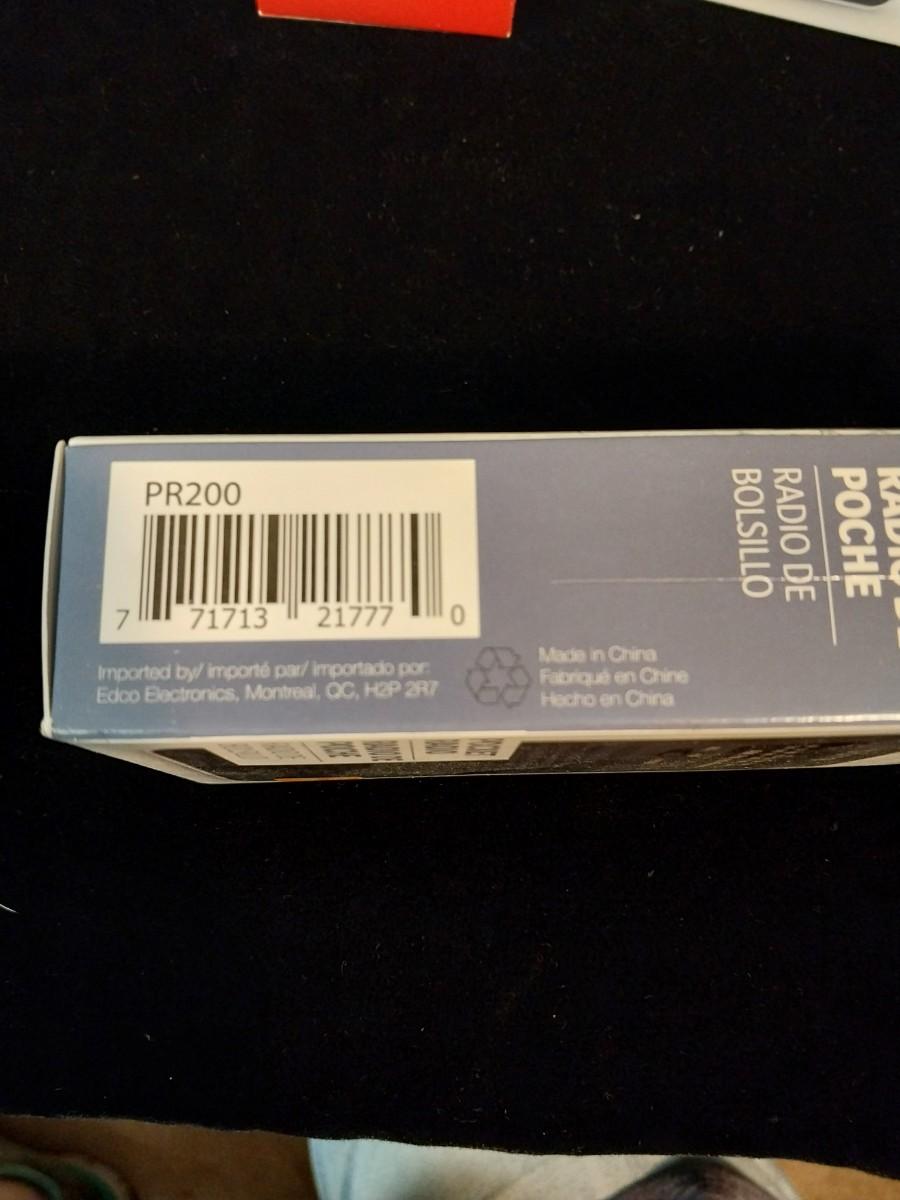 PR200
7 71713 21777 0
Imported by/ importé par/ importado por:
Edco Electronics, Montreal, QC, H2P 2R7
Made in China
Fabriqué en Chine
Hecho en China
POCHE
RADIO DE
BOLSILLO